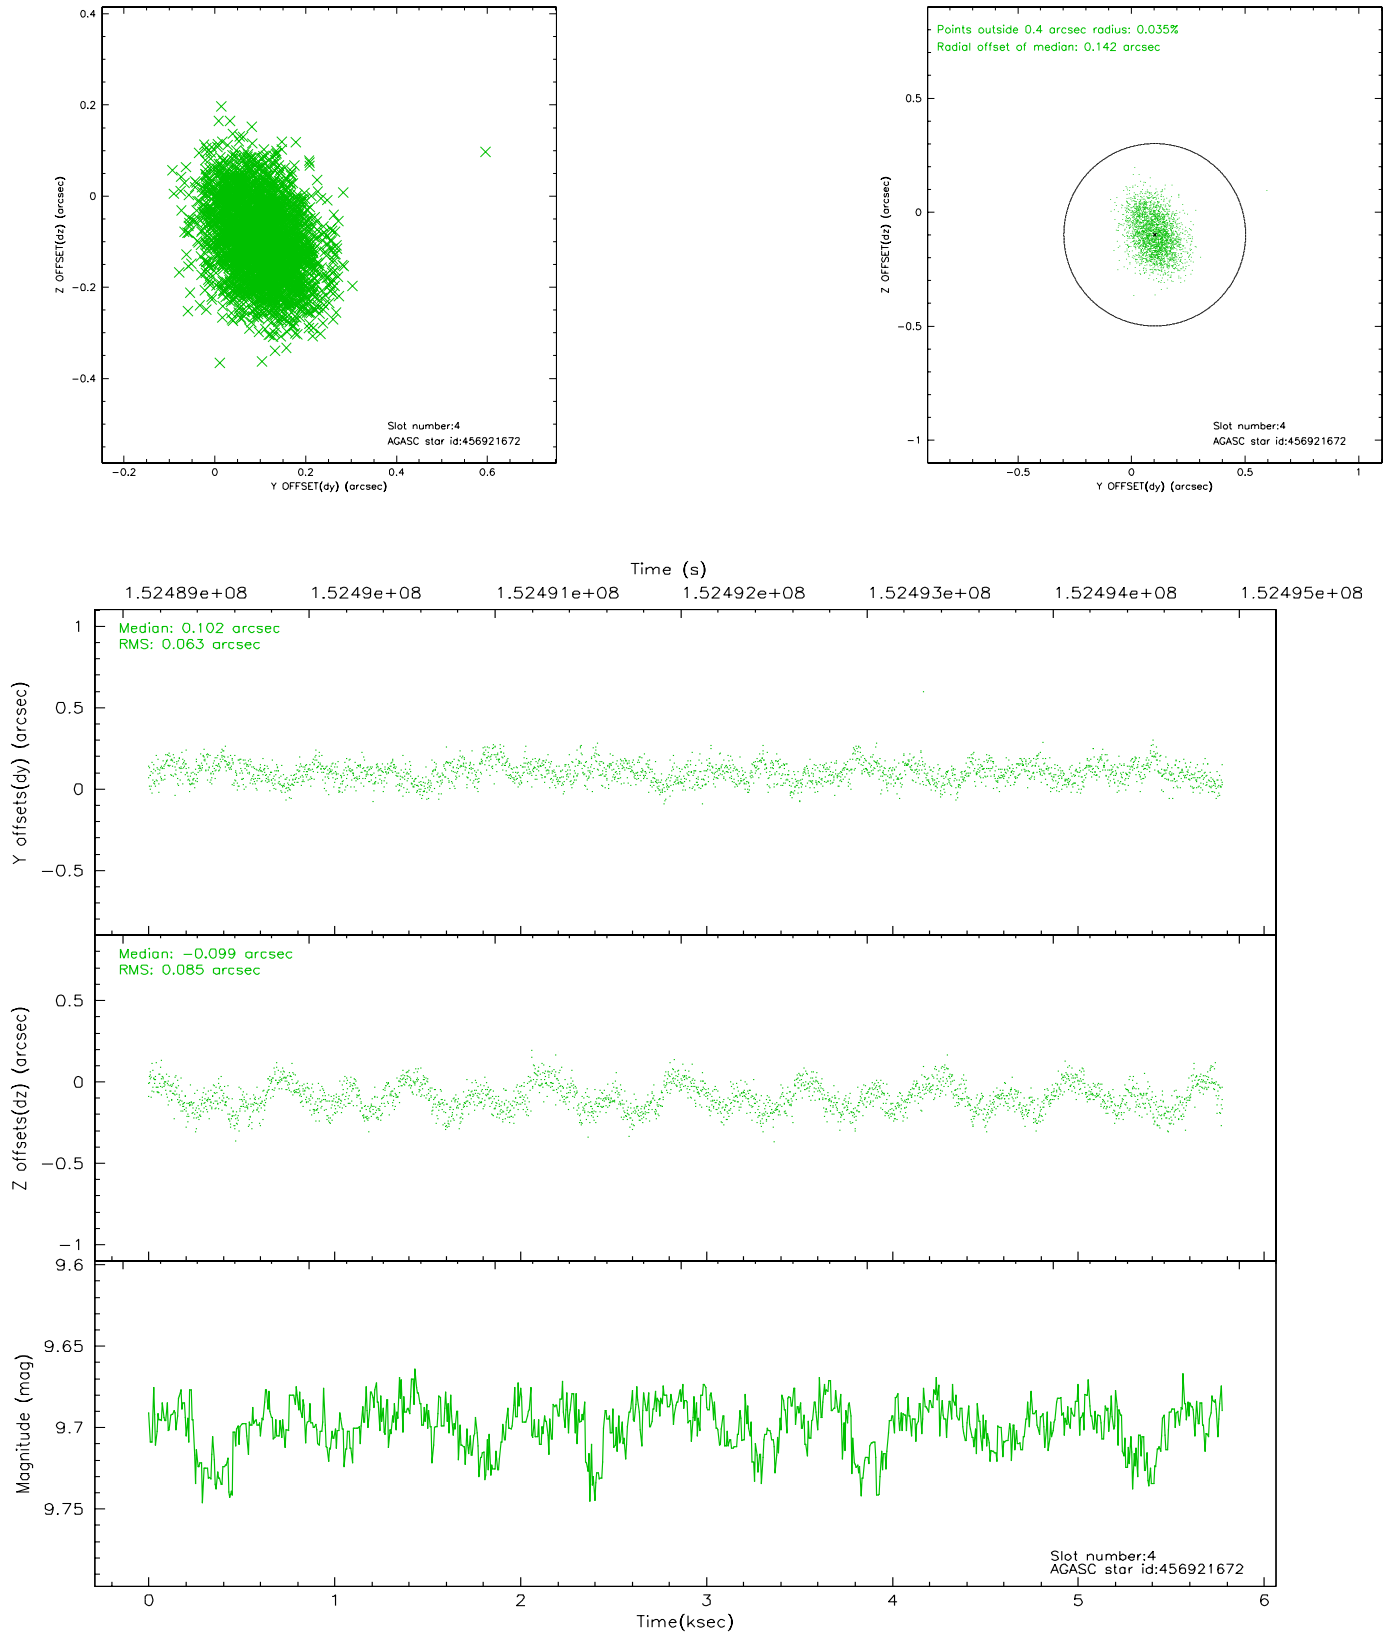 0.4
0.2
0
−0.2
−0.4
Z OFFSET(dz) (arcsec)
−0.2 0 0.2 0.4 0.6
Y OFFSET(dy) (arcsec)
Slot number:4
AGASC star id:456921672
Points outside 0.4 arcsec radius: 0.035%
Radial offset of median: 0.142 arcsec
0.5
0
−0.5
−1
Z OFFSET(dz) (arcsec)
−0.5 0 0.5 1
Y OFFSET(dy) (arcsec)
Slot number:4
AGASC star id:456921672
Time (s)
1.52489e+08 1.5249e+08 1.52491e+08 1.52492e+08 1.52493e+08 1.52494e+08 1.52495e+08
Median: 0.102 arcsec
RMS: 0.063 arcsec
1
0.5
0
−0.5
Y offsets(dy) (arcsec)
Median: −0.099 arcsec
RMS: 0.085 arcsec
0.5
0
−0.5
−1
Z offsets(dz) (arcsec)
9.6
9.65
9.7
9.75
Magnitude (mag)
Slot number:4
AGASC star id:456921672
0 1 2 3 4 5 6
Time(ksec)